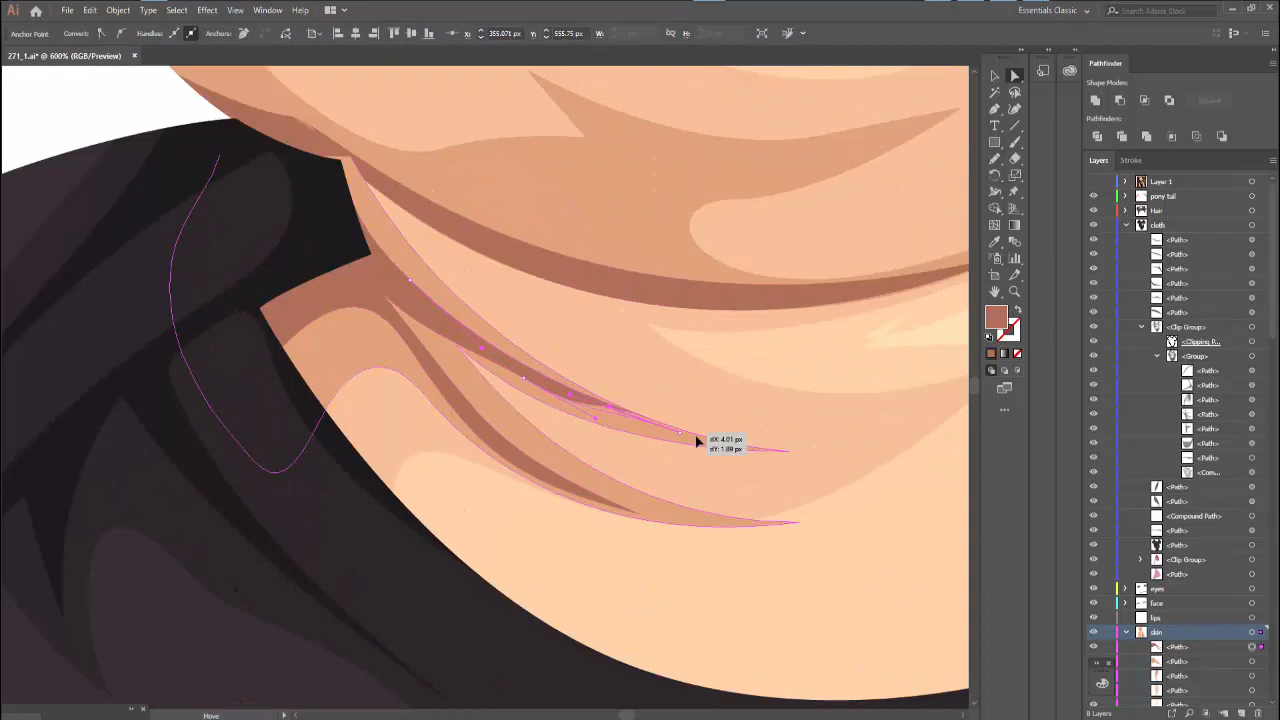 Ai File Edit Object Type Select Effect View Window Help Essentials Classic Search Adobe Stock
Anchor Point Convert: Handles: Anchors: X: 355.071 px Y: 555.75 px W: H:
271_1.ai* @ 600% (RGB/Preview) × Pathfinder
Shape Modes:
Expand
Pathfinders:
Layers Stroke
Layer 1
pony tail
Hair
cloth
<Path>
<Path>
<Path>
<Path>
<Path>
<Path>
<Clip Group>
<Clipping P...
<Group>
<Path>
<Path>
<Path>
<Path>
<Path>
<Path>
<Path>
<Com...
<Path>
<Path>
<Compound Path>
<Path>
<Path>
<Clip Group>
<Path>
eyes
face
lips
skin
<Path>
<Path>
<Path>
<Path>
dX: 4.01 px
dY: 1.89 px
Move
8 Layers